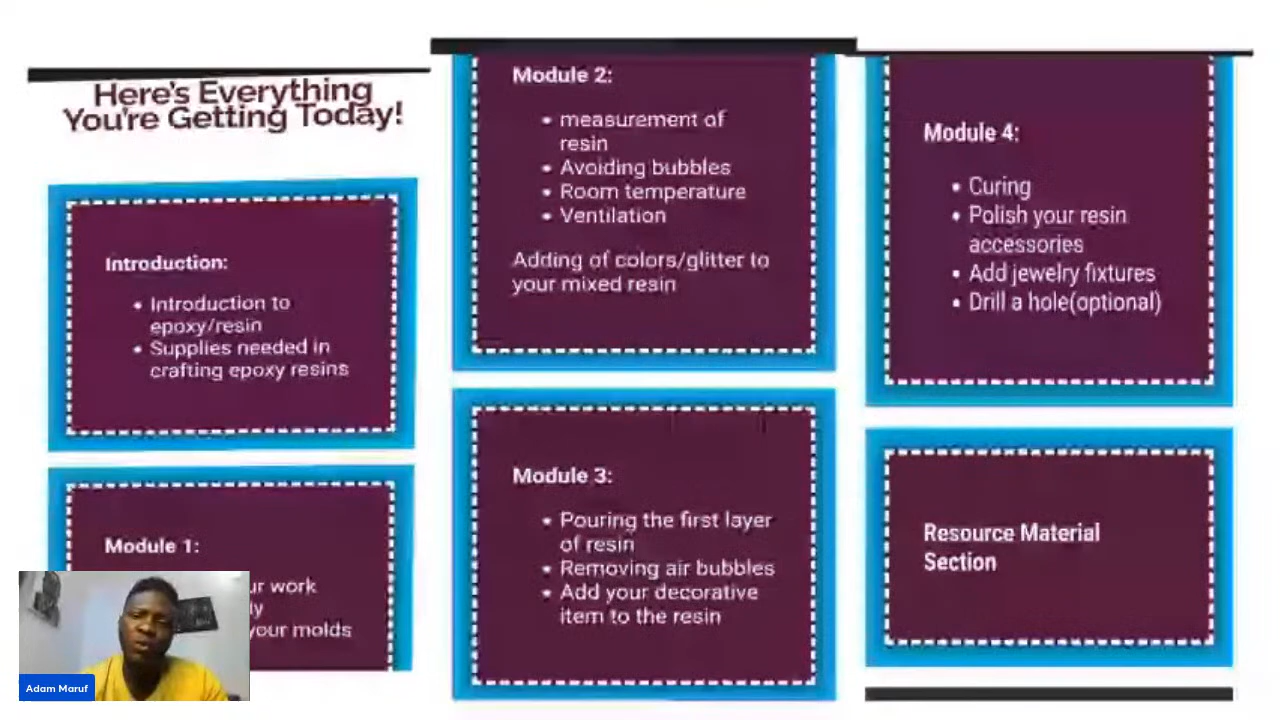 Here's Everything
You're Getting Today!
Introduction:
• Introduction to
epoxy/resin
• Supplies needed in
crafting epoxy resins
Module 1:
work
your molds
Adam Maruf
Module 2:
• measurement of
resin
• Avoiding bubbles
• Room temperature
• Ventilation
Adding of colors/glitter to
your mixed resin
Module 3:
• Pouring the first layer
of resin
• Removing air bubbles
• Add your decorative
item to the resin
Module 4:
• Curing
• Polish your resin
accessories
• Add jewelry fixtures
• Drill a hole(optional)
Resource Material
Section